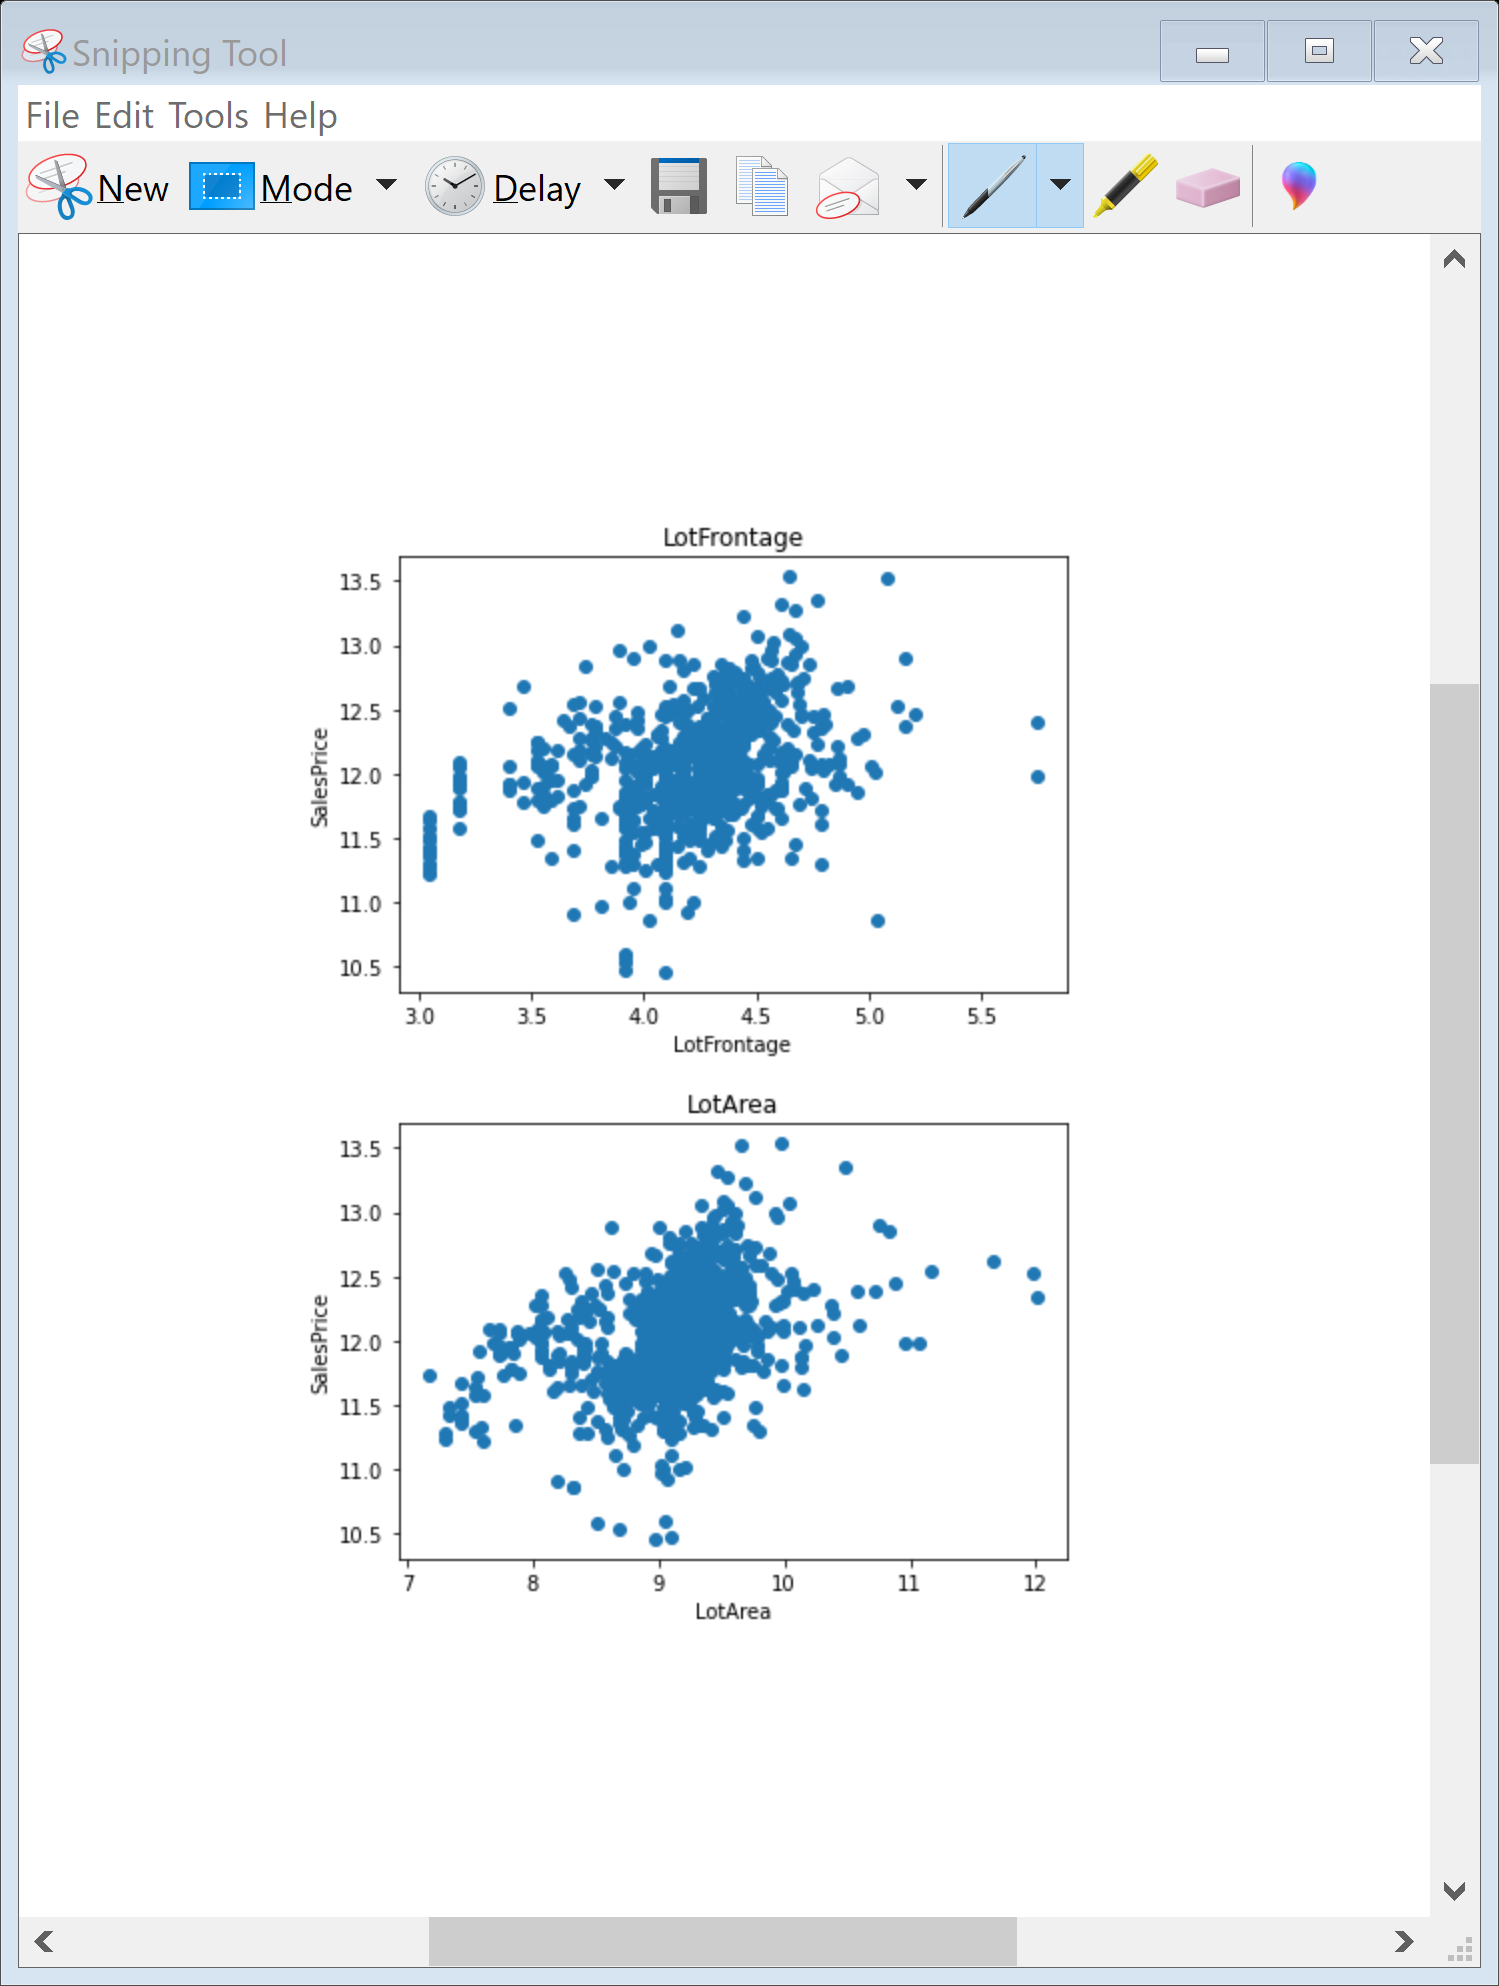 Snipping Tool
File Edit Tools Help
New Mode Delay
LotFrontage
13.5
13.0
12.5
12.0
11.5
11.0
10.5
SalesPrice
3.0 3.5 4.0 4.5 5.0 5.5
LotFrontage
LotArea
13.5
13.0
12.5
12.0
11.5
11.0
10.5
SalesPrice
7 8 9 10 11 12
LotArea